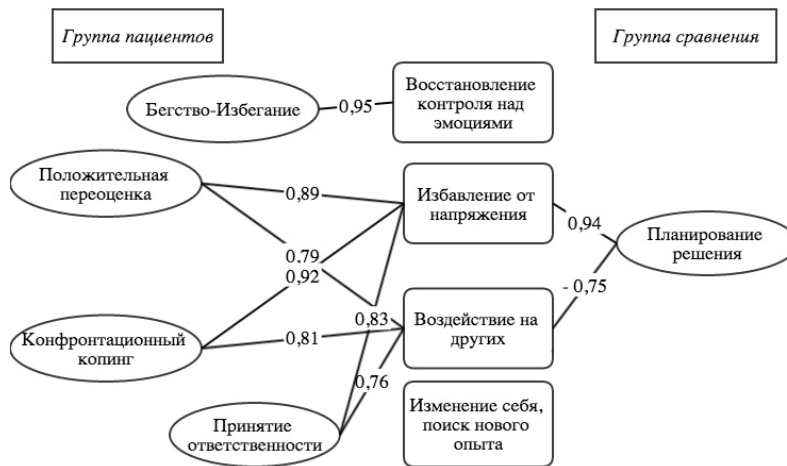 Группа пациентов
Группа сравнения
Бегство-Избегание
0,95
Восстановление
контроля над
эмоциями
Положительная
переоценка
0,89
Избавление от
напряжения
0,94
Планирование
решения
0,79
0,92
- 0,75
Конфронтационный
копинг
0,81
0,83
Воздействие на
других
0,76
Принятие
ответственности
Изменение себя,
поиск нового
опыта